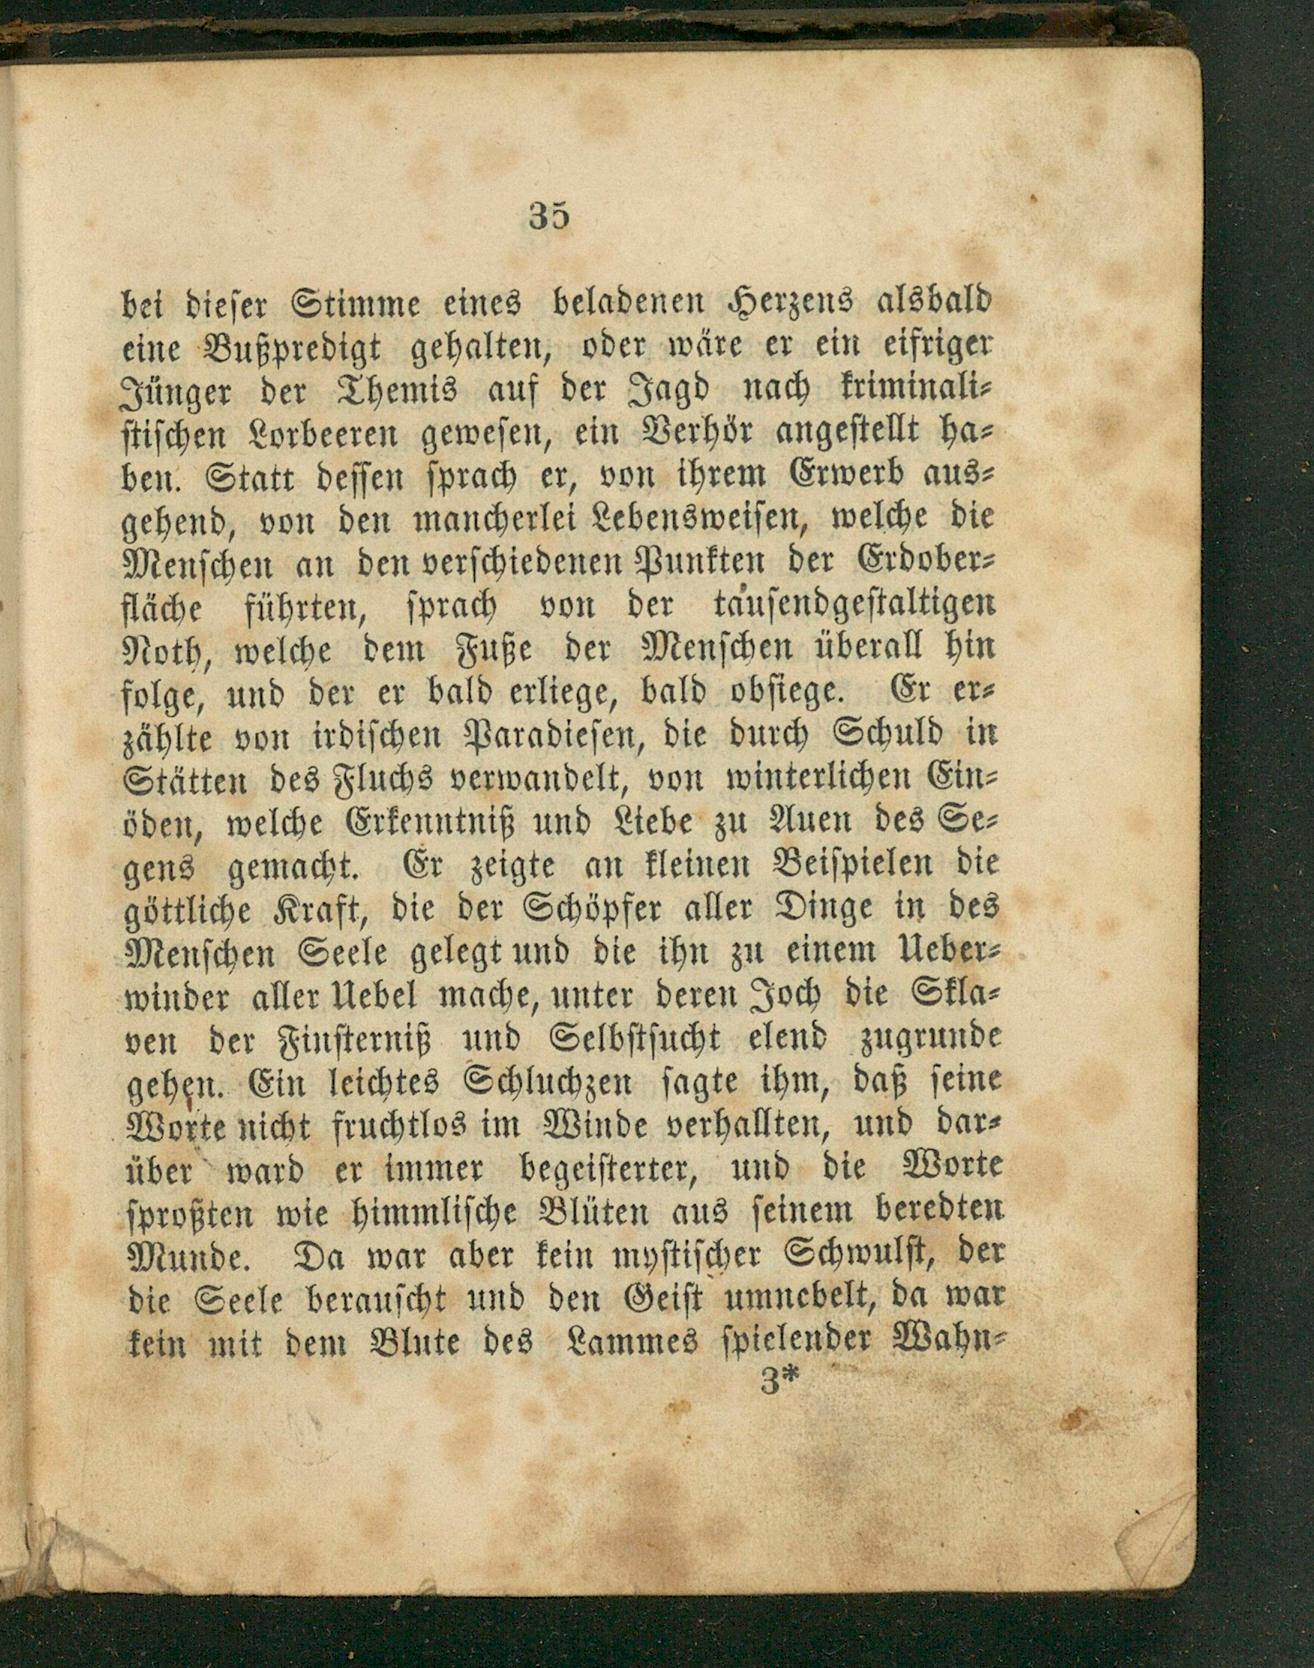 35
bei dieser Stimme eines beladenen Herzens alsbald
eine Bußpredigt gehalten, oder wäre er ein eifriger
Jünger der Themis auf der Jagd nach kriminali⸗
stischen Lorbeeren gewesen, ein Verhör angestellt ha⸗
ben. Statt dessen sprach er, von ihrem Erwerb aus⸗
gehend, von den mancherlei Lebensweisen, welche die
Menschen an den verschiedenen Punkten der Erdober⸗
fläche führten, sprach von der tausendgestaltigen
Noth, welche dem Fuße der Menschen überall hin
folge, und der er bald erliege, bald obsiege. Er er⸗
zählte von irdischen Paradiesen, die durch Schuld in
Stätten des Fluchs verwandelt, von winterlichen Ein⸗
öden, welche Erkenntniß und Liebe zu Auen des Se⸗
gens gemacht. Er zeigte an kleinen Beispielen die
göttliche Kraft, die der Schöpfer aller Dinge in des
Menschen Seele gelegt und die ihn zu einem Ueber⸗
winder aller Uebel mache, unter deren Joch die Skla⸗
ven der Finsterniß und Selbstsucht elend zugrunde
gehen. Ein leichtes Schluchzen sagte ihm, daß seine
Worte nicht fruchtlos im Winde verhallten, und dar⸗
über ward er immer begeisterter, und die Worte
sproßten wie himmlische Blüten aus seinem beredten
Munde. Da war aber kein mystischer Schwulst, der
die Seele berauscht und den Geist umnebelt, da war
kein mit dem Blute des Lammes spielender Wahn⸗
3*